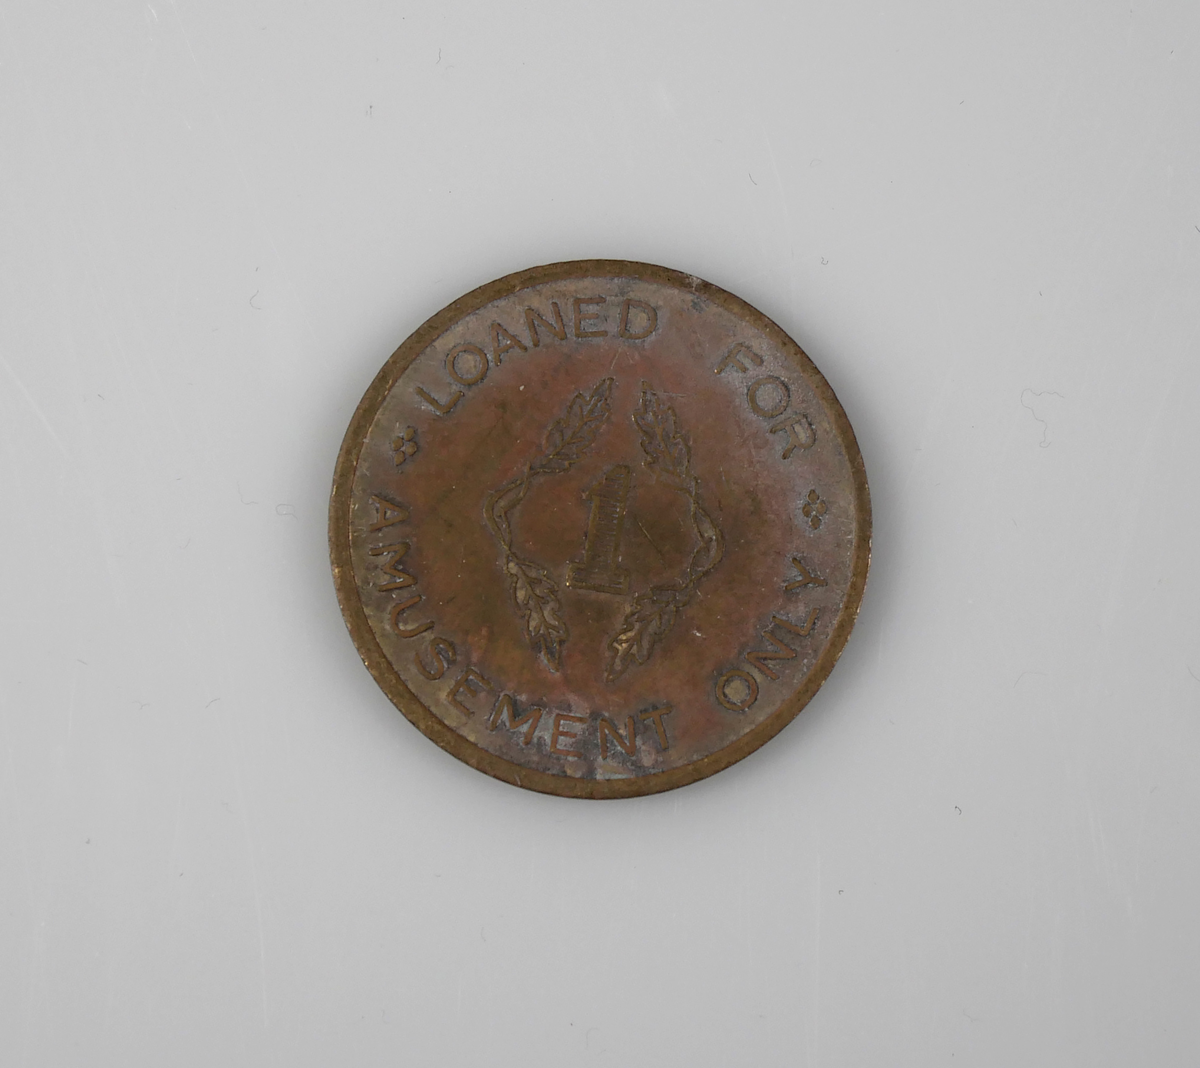 LOANED FOR
1
AMUSEMENT ONLY